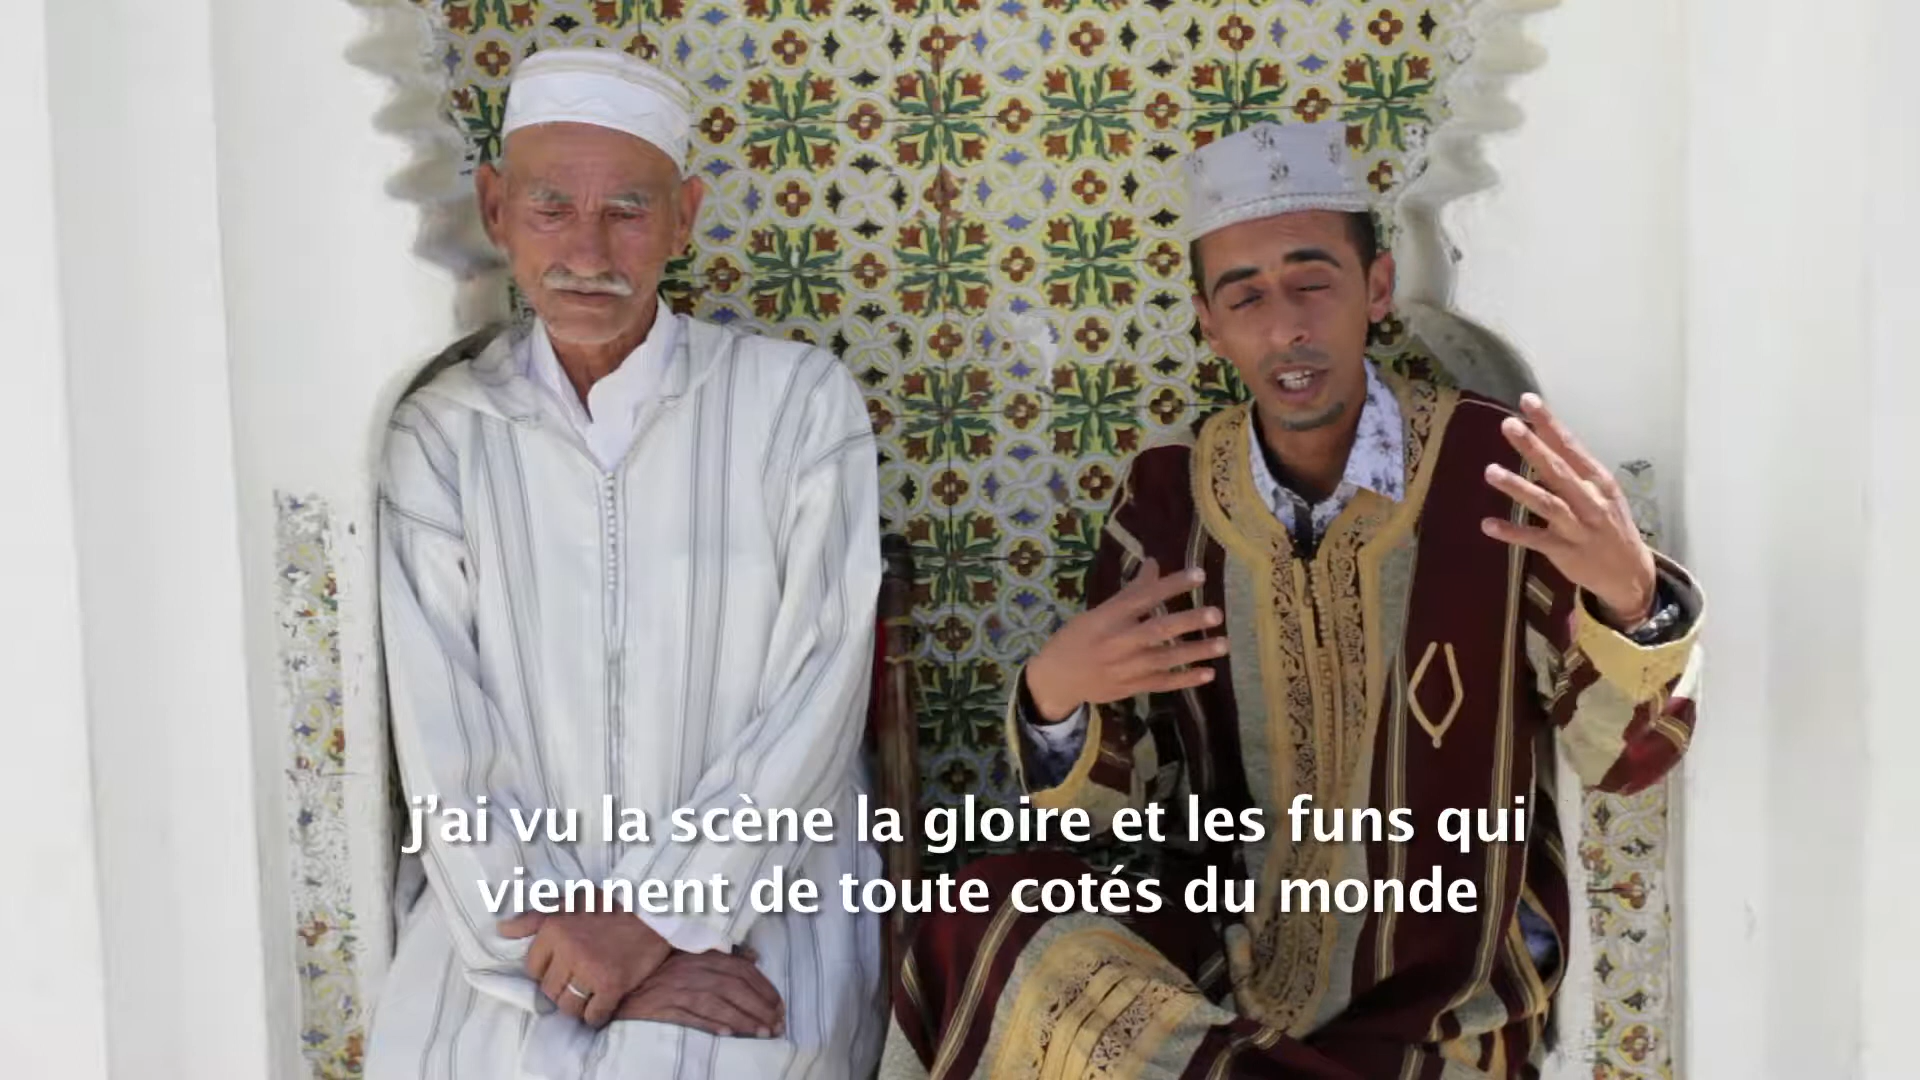 j’ai vu la scène la gloire et les funs qui
viennent de toute cotés du monde